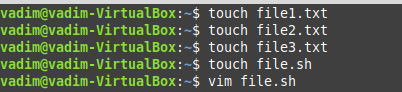 vadim@vadim-VirtualBox:~$ touch file1.txt
vadim@vadim-VirtualBox:~$ touch file2.txt
vadim@vadim-VirtualBox:~$ touch file3.txt
vadim@vadim-VirtualBox:~$ touch file.sh
vadim@vadim-VirtualBox:~$ vim file.sh